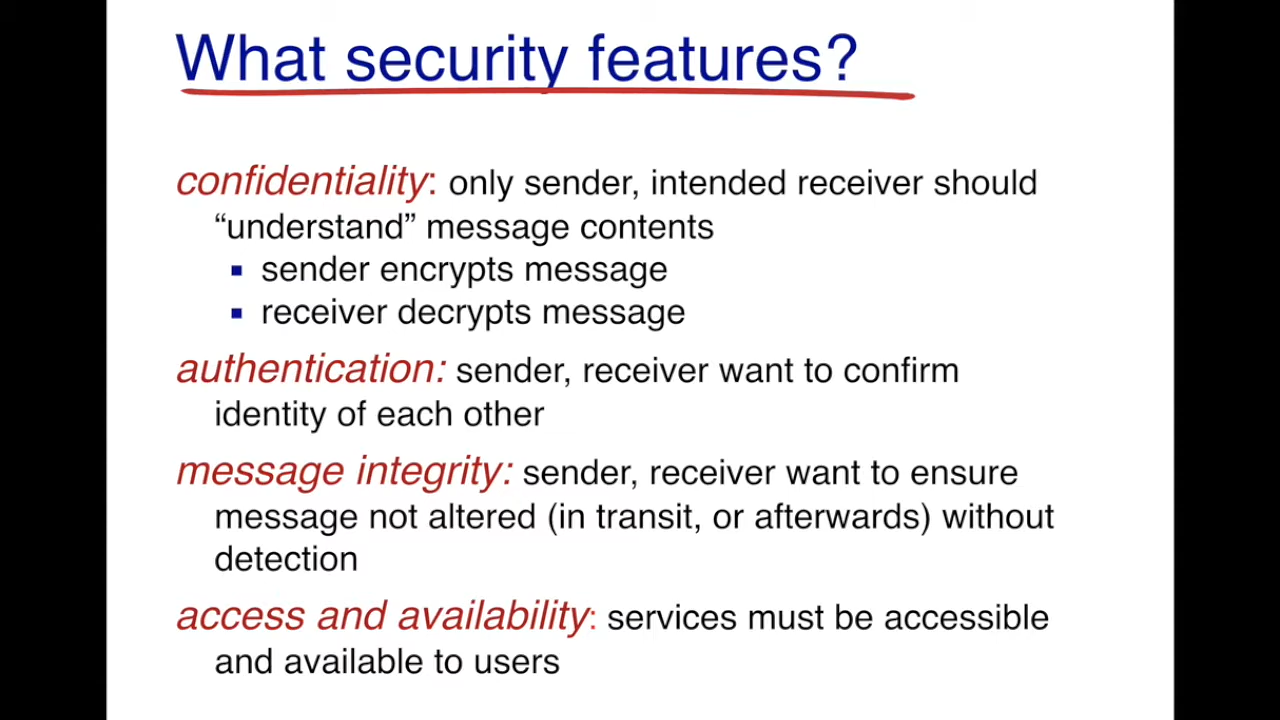 What security features?
confidentiality: only sender, intended receiver should
“understand” message contents
▪ sender encrypts message
▪ receiver decrypts message
authentication: sender, receiver want to confirm
identity of each other
message integrity: sender, receiver want to ensure
message not altered (in transit, or afterwards) without
detection
access and availability: services must be accessible
and available to users